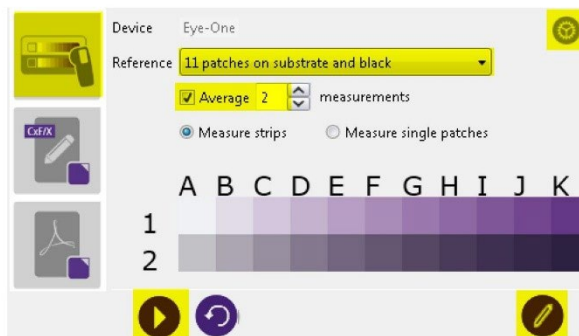 Device Eye-One
Reference 11 patches on substrate and black
Average 2 measurements
Measure strips Measure single patches
CxF/X
A B C D E F G H I J K
1
2